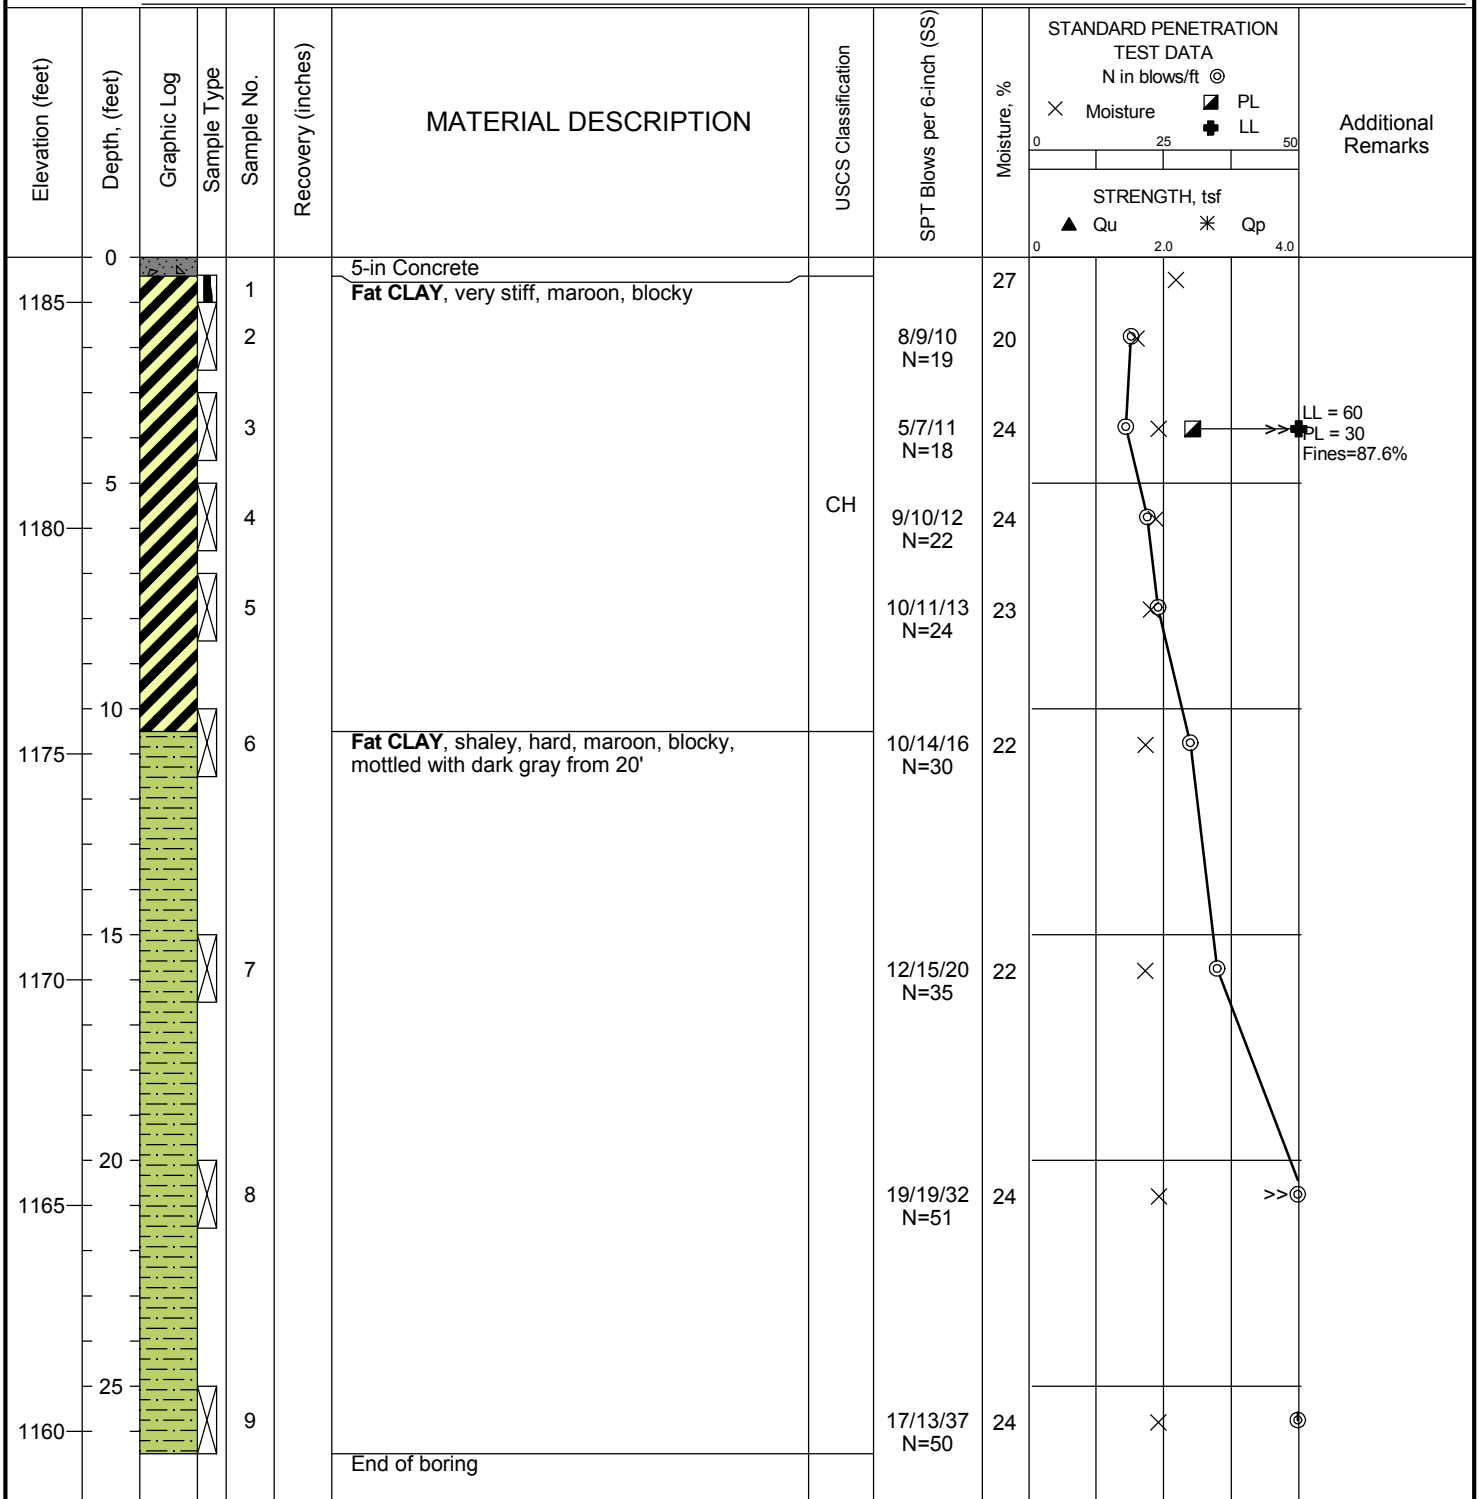 Elevation (feet)
Depth, (feet)
Graphic Log
Sample Type
Sample No.
Recovery (inches)
MATERIAL DESCRIPTION
USCS Classification
SPT Blows per 6-inch (SS)
Moisture, %
STANDARD PENETRATION
TEST DATA
N in blows/ft
Moisture
PL
LL
0 25 50
STRENGTH, tsf
Qu Qp
0 2.0 4.0
Additional
Remarks
0
5-in Concrete
1 27
1185
Fat CLAY, very stiff, maroon, blocky
2 8/9/10 20
N=19
LL = 60
3 5/7/11 24
>>
PL = 30
N=18
Fines=87.6%
5
CH
1180 4 9/10/12 24
N=22
5 10/11/13 23
N=24
10
Fat CLAY, shaley, hard, maroon, blocky,
6 10/14/16 22
1175
mottled with dark gray from 20'
N=30
15
7 12/15/20 22
1170
N=35
20
8 19/19/32 24 >>
1165
N=51
25
9 17/13/37 24
1160
N=50
End of boring